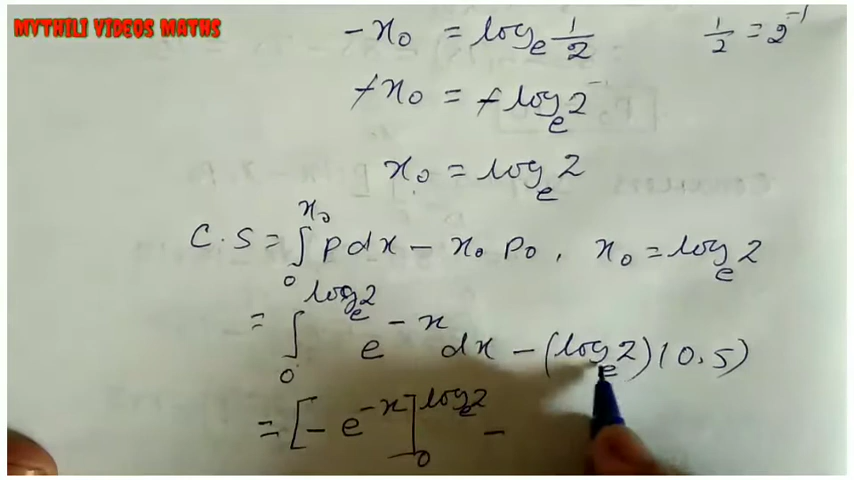 MYTHILI VIDEOS MATHS
-x₀ = logₑ 1/2    1/2 = 2⁻¹
-x₀ = - logₑ 2
x₀ = logₑ 2
C.S = ∫₀^x₀ p dx - x₀ p₀ , x₀ = logₑ 2
= ∫₀^logₑ2 e^-x dx - (logₑ 2)(0.5)
= [- e^-x]₀^logₑ2 -